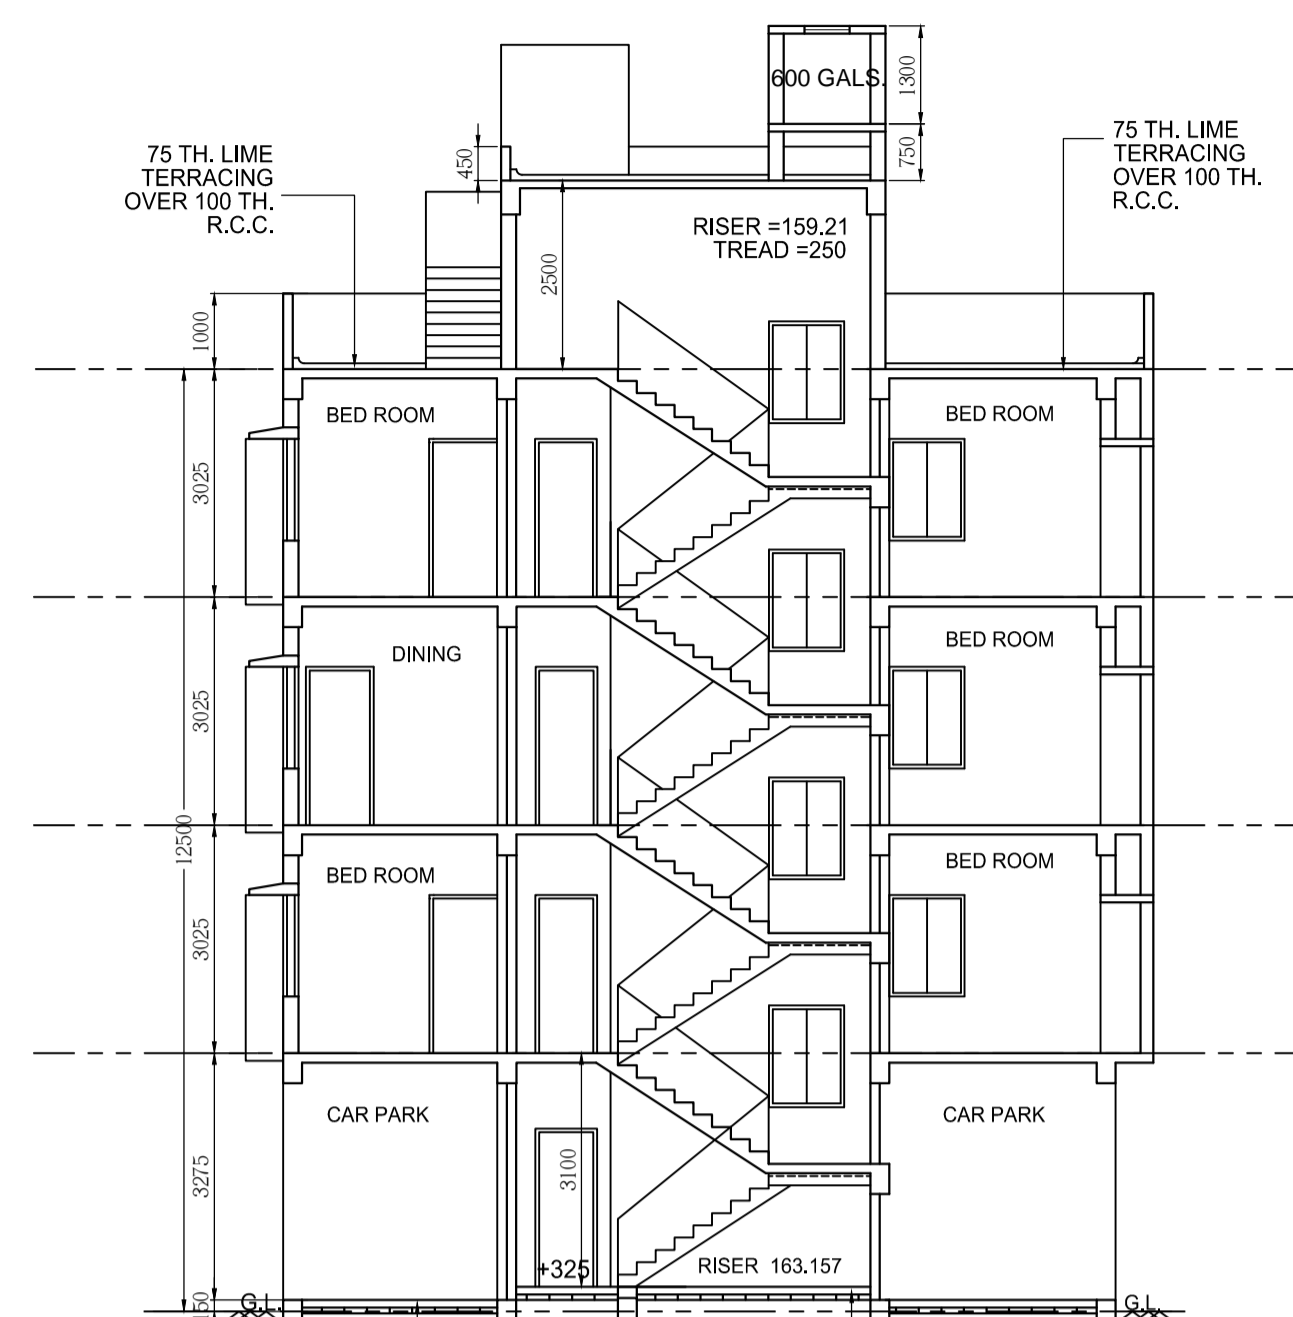 600 GALS.
1300
75 TH. LIME
TERRACING
OVER 100 TH.
R.C.C.
450
750
75 TH. LIME
TERRACING
OVER 100 TH.
R.C.C.
RISER =159.21
TREAD =250
2500
1000
BED ROOM
BED ROOM
3025
DINING
BED ROOM
3025
12500
BED ROOM
BED ROOM
3025
CAR PARK
CAR PARK
3275
3100
+325
RISER 163.157
G.L.
G.L.